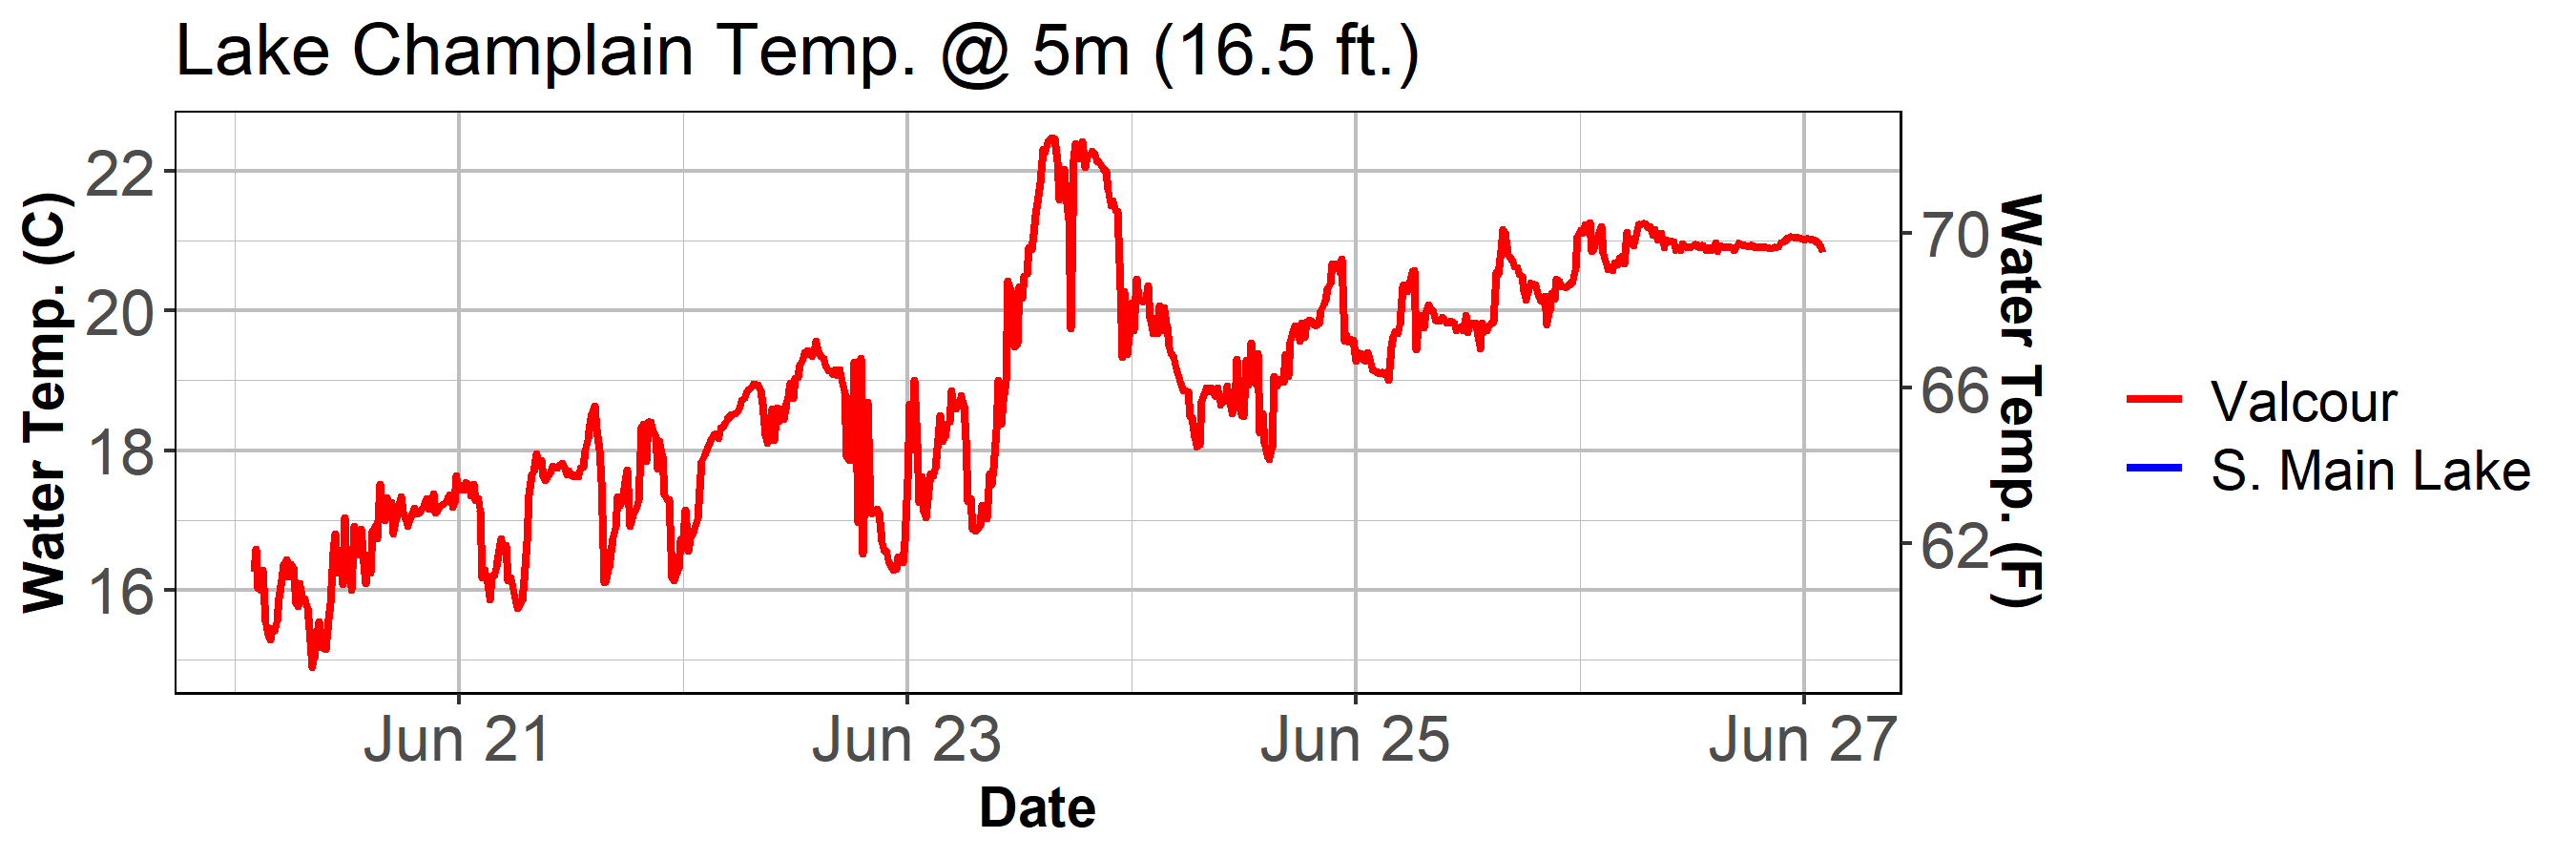 Lake Champlain Temp. @ 5m (16.5 ft.)
Water Temp. (C)
22
20
18
16
70
66
62
Water Temp. (F)
Jun 21
Jun 23
Jun 25
Jun 27
Date
Valcour
S. Main Lake